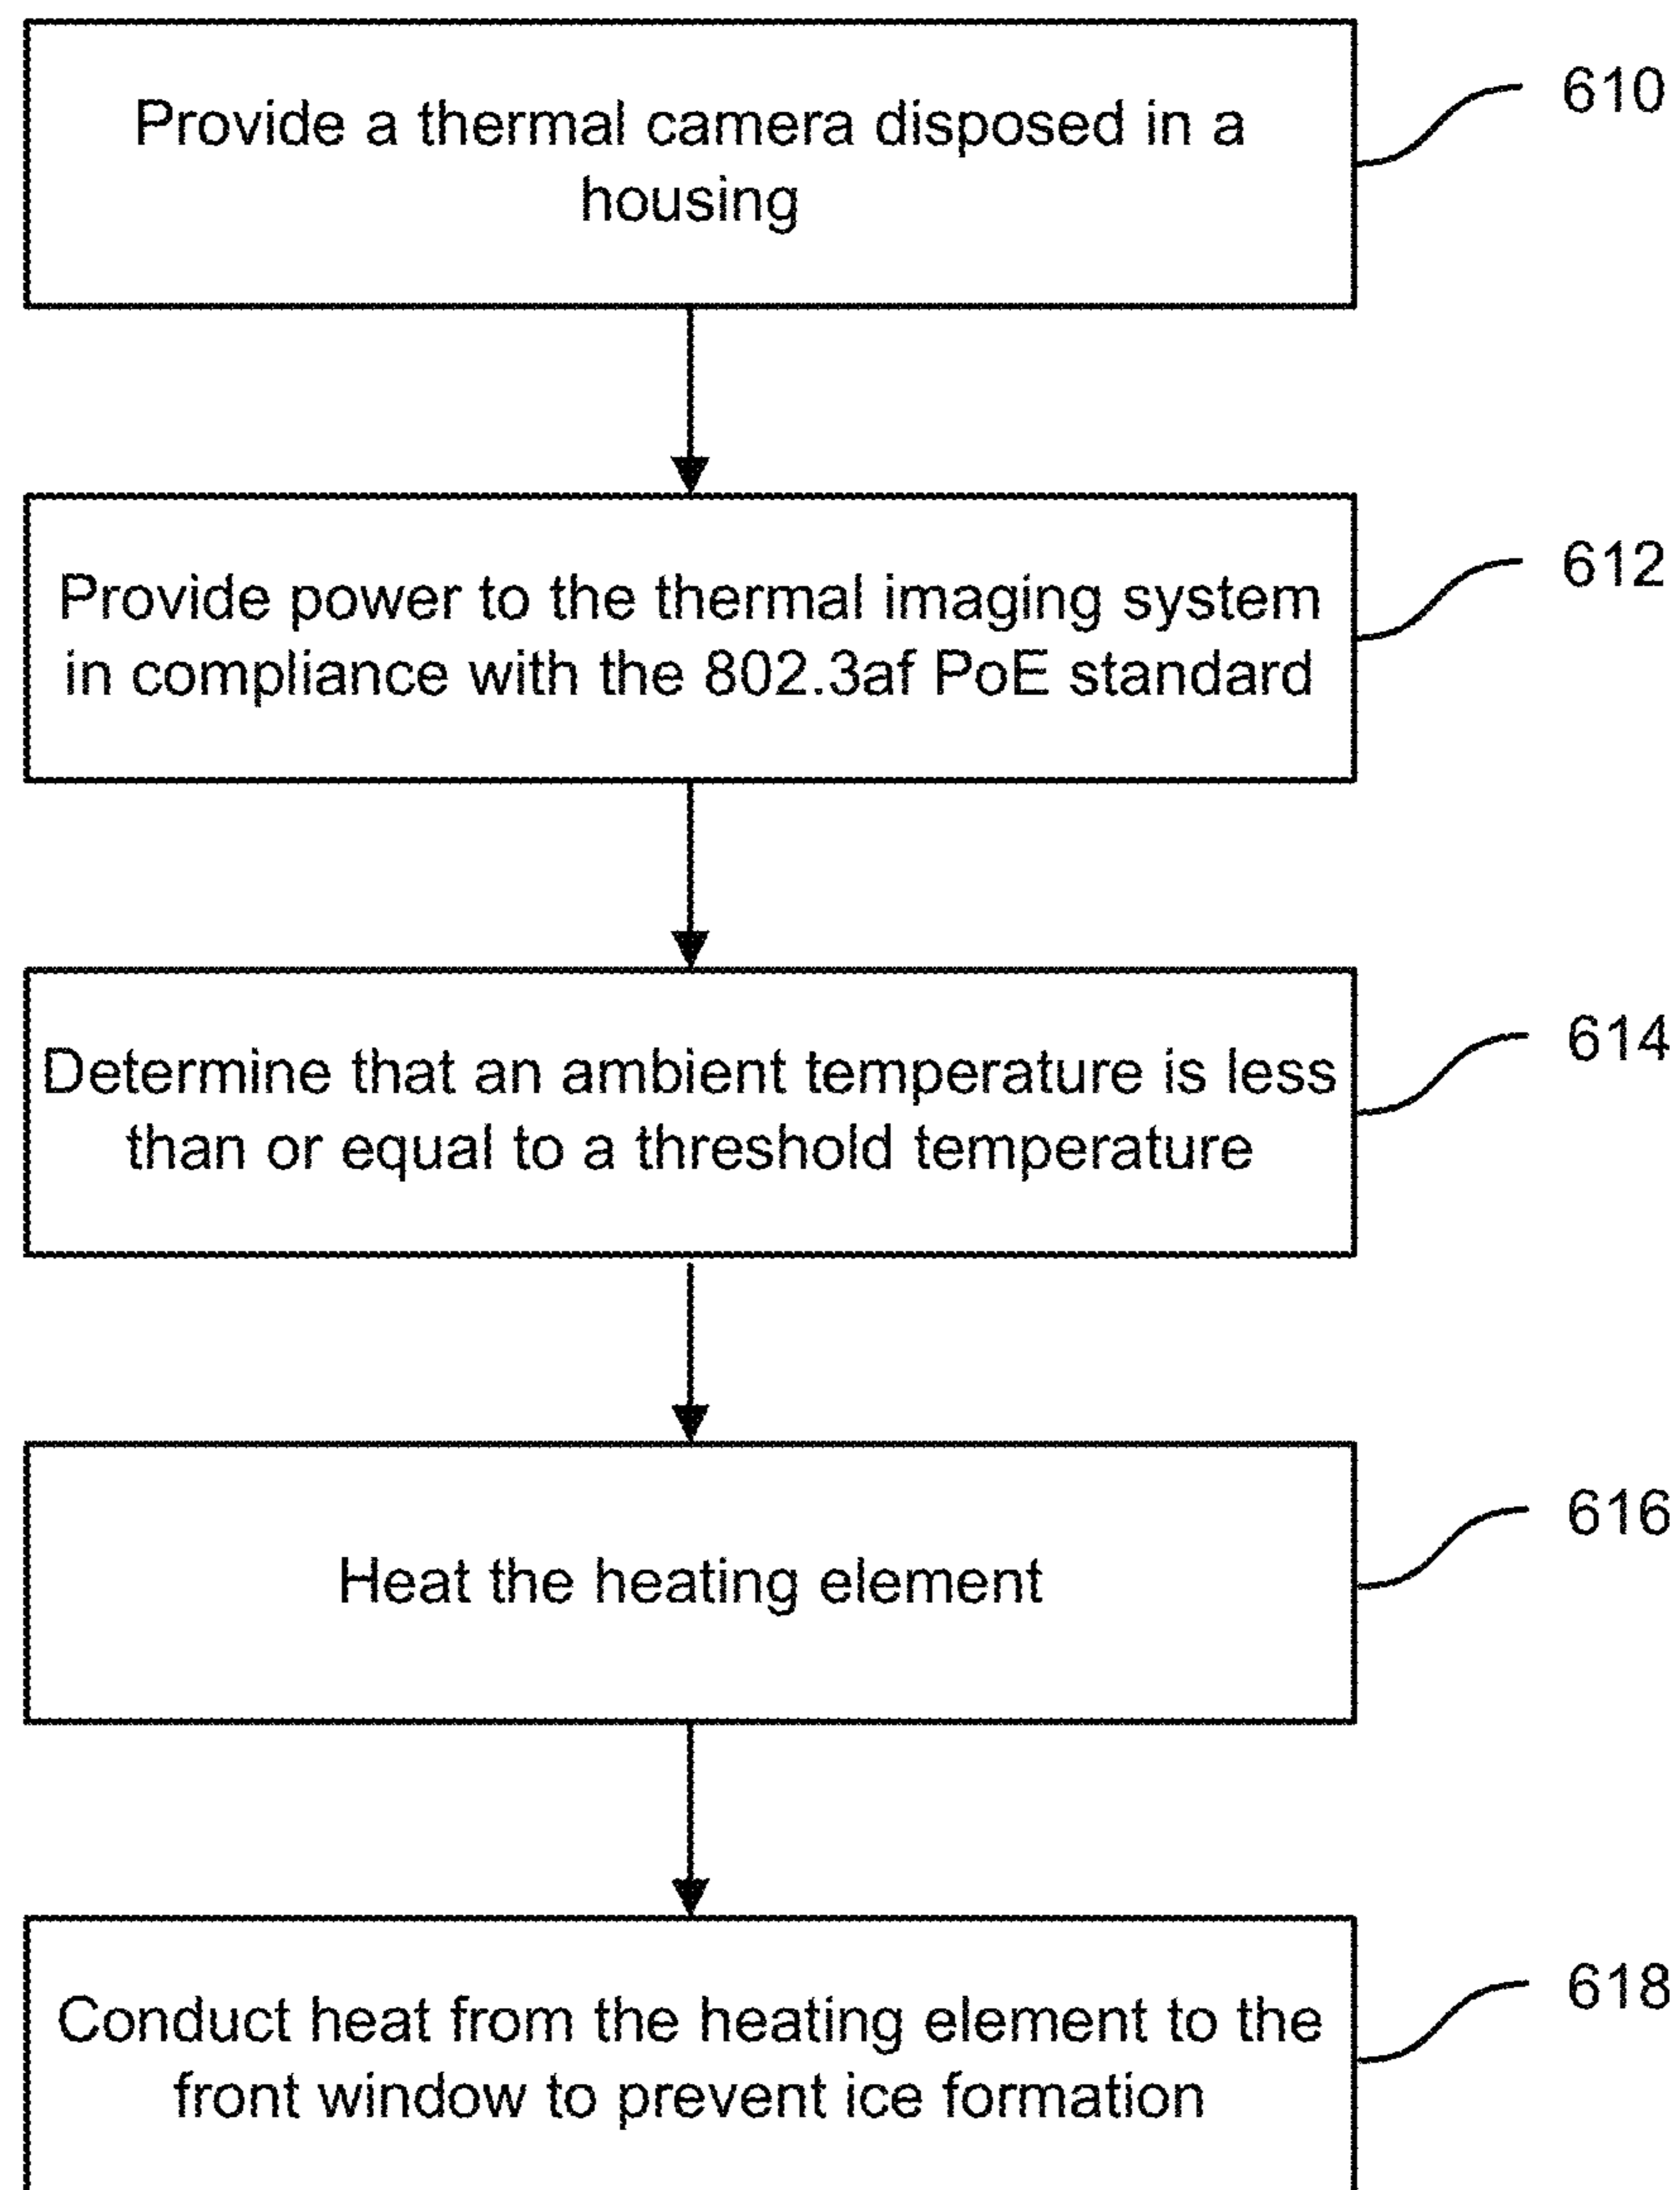 Provide a thermal camera disposed in a
housing
610
Provide power to the thermal imaging system
in compliance with the 802.3af PoE standard
612
Determine that an ambient temperature is less
than or equal to a threshold temperature
614
Heat the heating element
616
Conduct heat from the heating element to the
front window to prevent ice formation
618